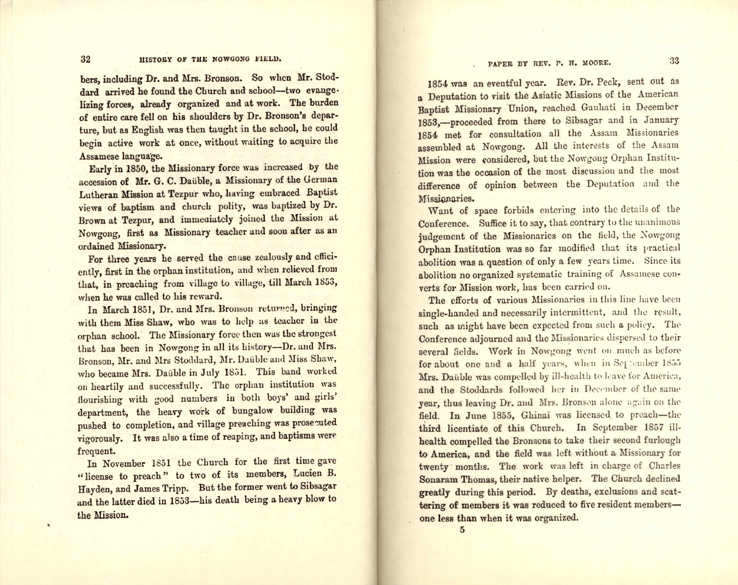 32 HISTORY OF THE NOWGONG FIELD.
bers, including Dr. and Mrs. Bronson. So when Mr. Stod-
dard arrived he found the Church and school—two evange-
lizing forces, already organized and at work. The burden
of entire care fell on his shoulders by Dr. Bronson's depar-
ture, but as English was then taught in the school, he could
begin active work at once, without waiting to acquire the
Assamese language.
Early in 1850, the Missionary force was increased by the
accession of Mr. G. C. Daüble, a Missionary of the German
Lutheran Mission at Tezpur who, having embraced Baptist
views of baptism and church polity, was baptized by Dr.
Brown at Tezpur, and immediately joined the Mission at
Nowgong, first as Missionary teacher and soon after as an
ordained Missionary.
For three years he served the cause zealously and effici-
ently, first in the orphan institution, and when relieved from
that, in preaching from village to village, till March 1853,
when he was called to his reward.
In March 1851, Dr. and Mrs. Bronson returned, bringing
with them Miss Shaw, who was to help as teacher in the
orphan school. The Missionary force then was the strongest
that has been in Nowgong in all its history—Dr. and Mrs.
Bronson, Mr. and Mrs Stoddard, Mr. Daüble and Miss Shaw,
who became Mrs. Daüble in July 1851. This band worked
on heartily and successfully. The orphan institution was
flourishing with good numbers in both boys' and girls'
department, the heavy work of bungalow building was
pushed to completion, and village preaching was prosecuted
vigorously. It was also a time of reaping, and baptisms were
frequent.
In November 1851 the Church for the first time gave
"license to preach" to two of its members, Lucien B.
Hayden, and James Tripp. But the former went to Sibsagar
and the latter died in 1853—his death being a heavy blow to
the Mission.
PAPER BY REV. P. H. MOORE. 33
1854 was an eventful year. Rev. Dr. Peck, sent out as
a Deputation to visit the Asiatic Missions of the American
Baptist Missionary Union, reached Gauhati in December
1853,—proceeded from there to Sibsagar and in January
1854 met for consultation all the Assam Missionaries
assembled at Nowgong. All the interests of the Assam
Mission were considered, but the Nowgong Orphan Institu-
tion was the occasion of the most discussion and the most
difference of opinion between the Deputation and the
Missionaries.
Want of space forbids entering into the details of the
Conference. Suffice it to say, that contrary to the unanimous
judgement of the Missionaries on the field, the Nowgong
Orphan Institution was so far modified that its practical
abolition was a question of only a few years time. Since its
abolition no organized systematic training of Assamese con-
verts for Mission work, has been carried on.
The efforts of various Missionaries in this line have been
single-handed and necessarily intermittent, and the result,
such as might have been expected from such a policy. The
Conference adjourned and the Missionaries dispersed to their
several fields. Work in Nowgong went on much as before
for about one and a half years, when in September 1855
Mrs. Daüble was compelled by ill-health to leave for America,
and the Stoddards followed her in December of the same
year, thus leaving Dr. and Mrs. Bronson alone again on the
field. In June 1855, Ghinai was licensed to preach—the
third licentiate of this Church. In September 1857 ill-
health compelled the Bronsons to take their second furlough
to America, and the field was left without a Missionary for
twenty months. The work was left in charge of Charles
Sonaram Thomas, their native helper. The Church declined
greatly during this period. By deaths, exclusions and scat-
tering of members it was reduced to five resident members—
one less than when it was organized.
5